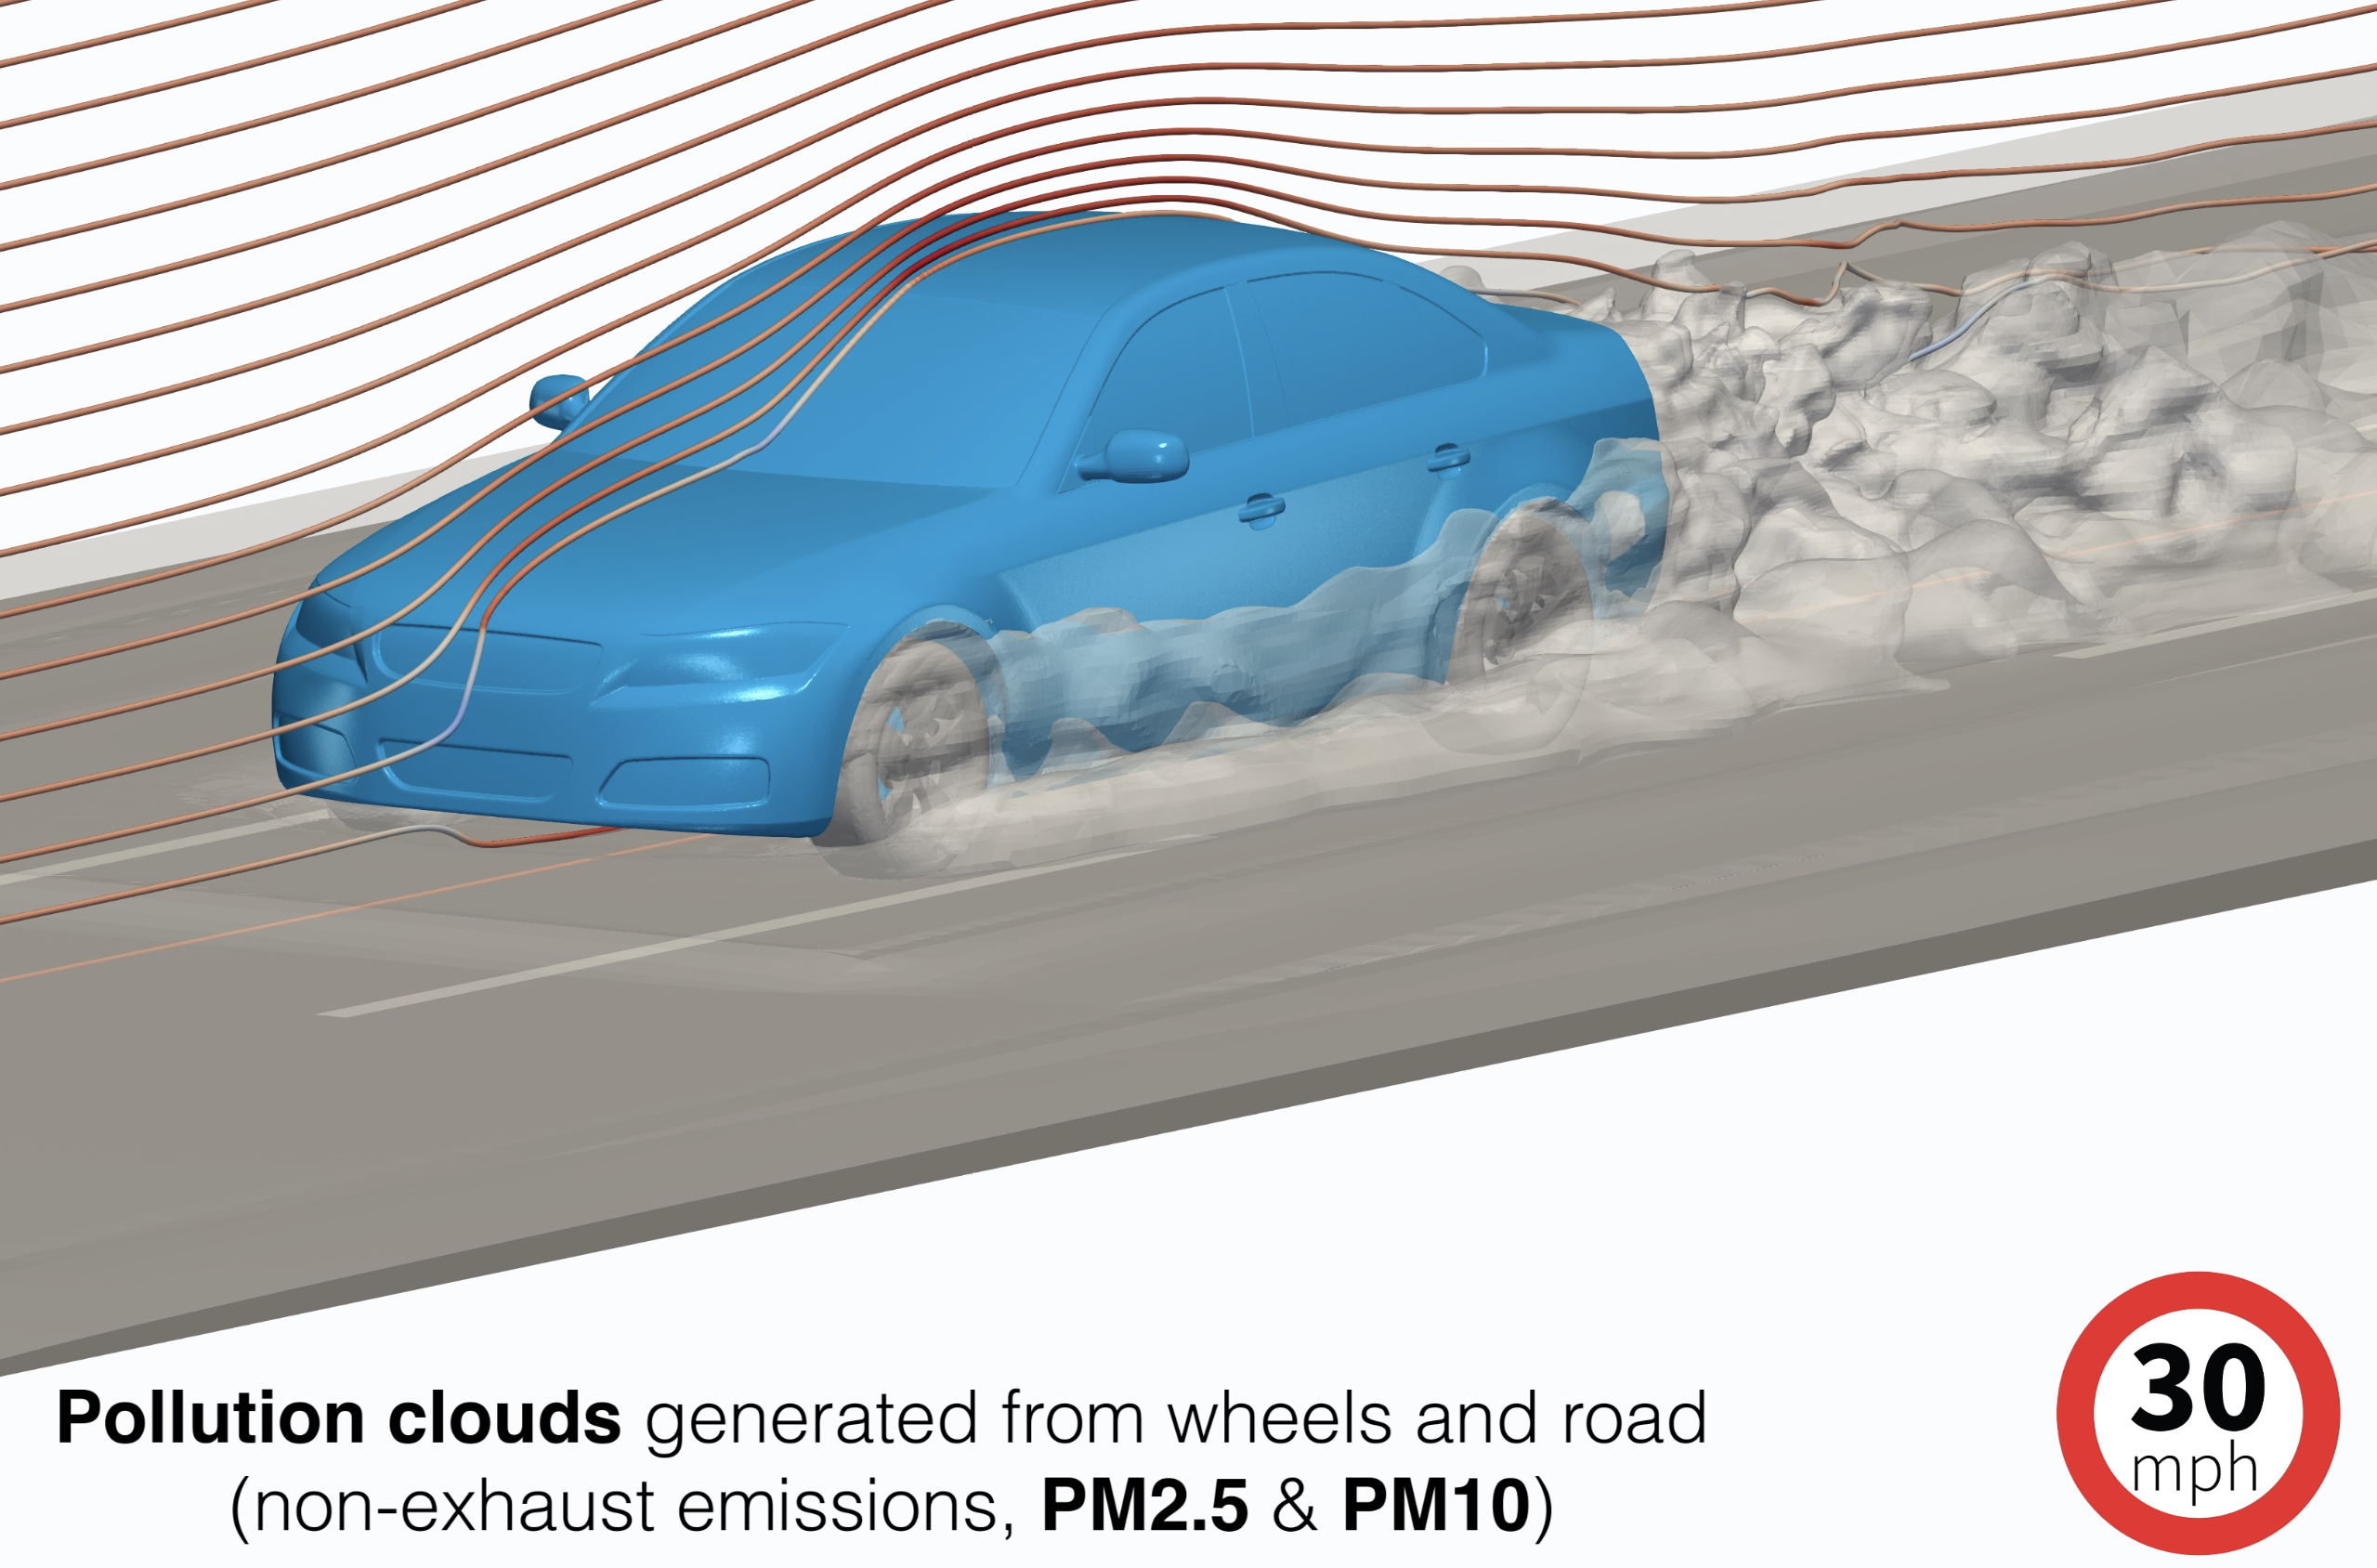 Pollution clouds generated from wheels and road
(non-exhaust emissions, PM2.5 & PM10)
30
mph